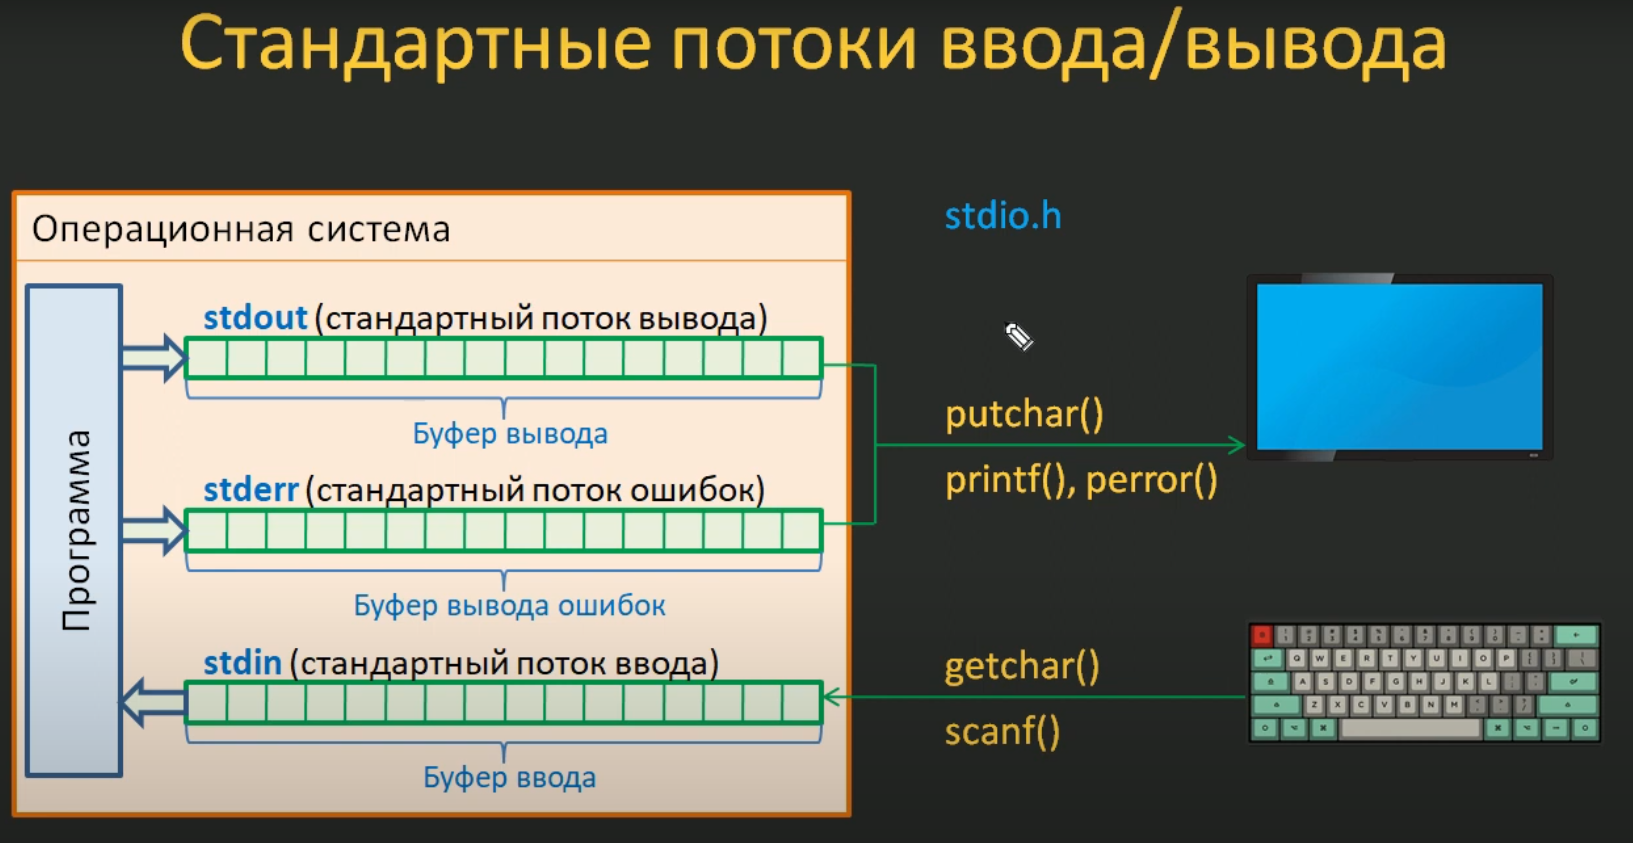 Стандартные потоки ввода/вывода
Операционная система
stdio.h
Программа
stdout (стандартный поток вывода)
Буфер вывода
putchar()
printf(), perror()
stderr (стандартный поток ошибок)
Буфер вывода ошибок
stdin (стандартный поток ввода)
Буфер ввода
getchar()
scanf()
Q W E R T Y U I O P
A S D F G H J K L
Z X C V B N M